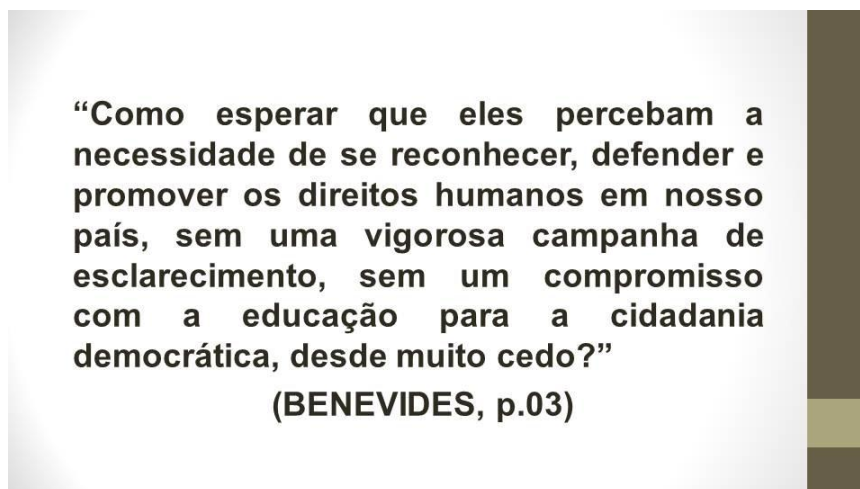 “Como esperar que eles percebam a
necessidade de se reconhecer, defender e
promover os direitos humanos em nosso
país, sem uma vigorosa campanha de
esclarecimento, sem um compromisso
com a educação para a cidadania
democrática, desde muito cedo?”
(BENEVIDES, p.03)